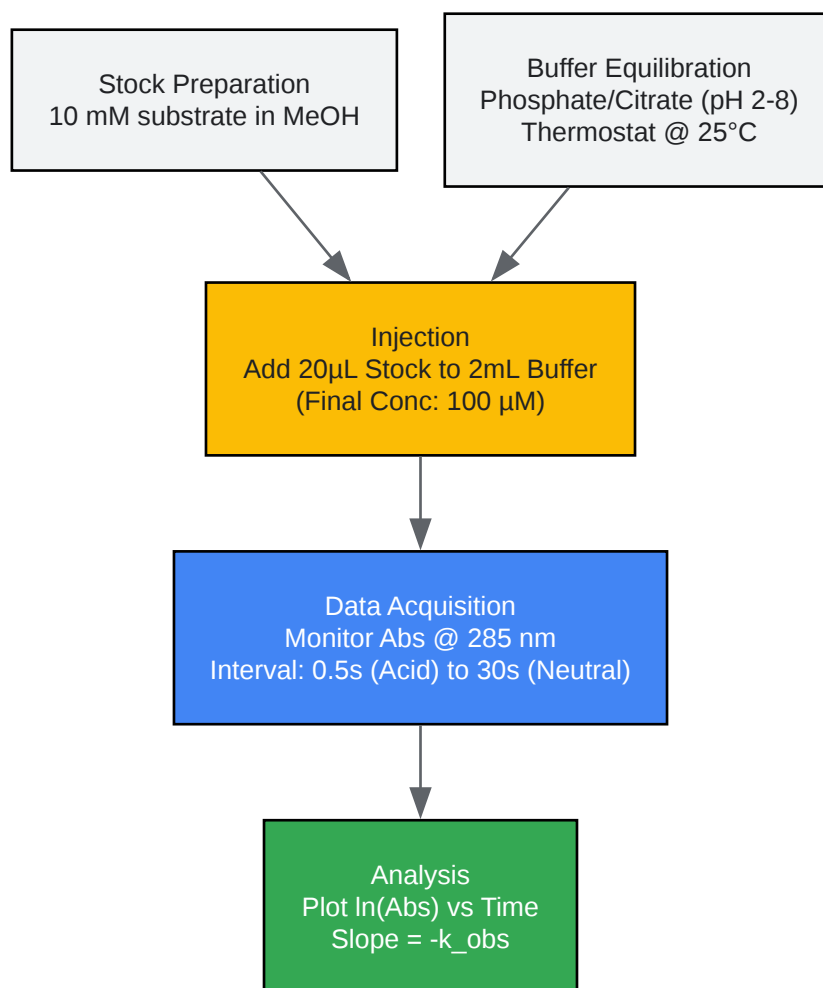 Stock Preparation
10 mM substrate in MeOH
Buffer Equilibration
Phosphate/Citrate (pH 2-8)
Thermostat @ 25°C
Injection
Add 20µL Stock to 2mL Buffer
(Final Conc: 100 µM)
Data Acquisition
Monitor Abs @ 285 nm
Interval: 0.5s (Acid) to 30s (Neutral)
Analysis
Plot ln(Abs) vs Time
Slope = -k_obs